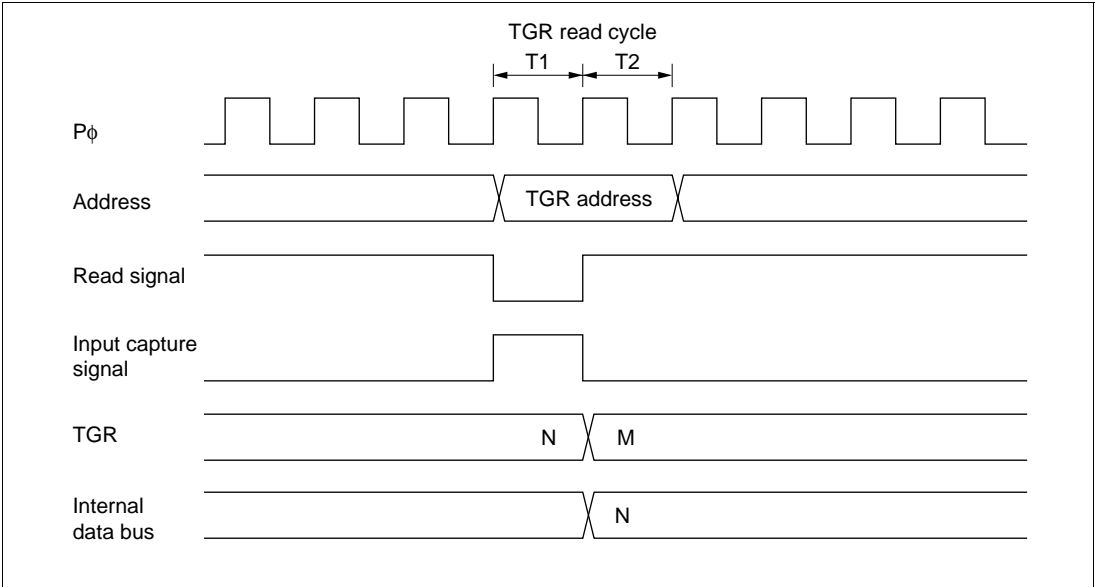 TGR read cycle
T1 T2
Pφ
Address
TGR address
Read signal
Input capture
signal
TGR
N M
Internal
data bus
N